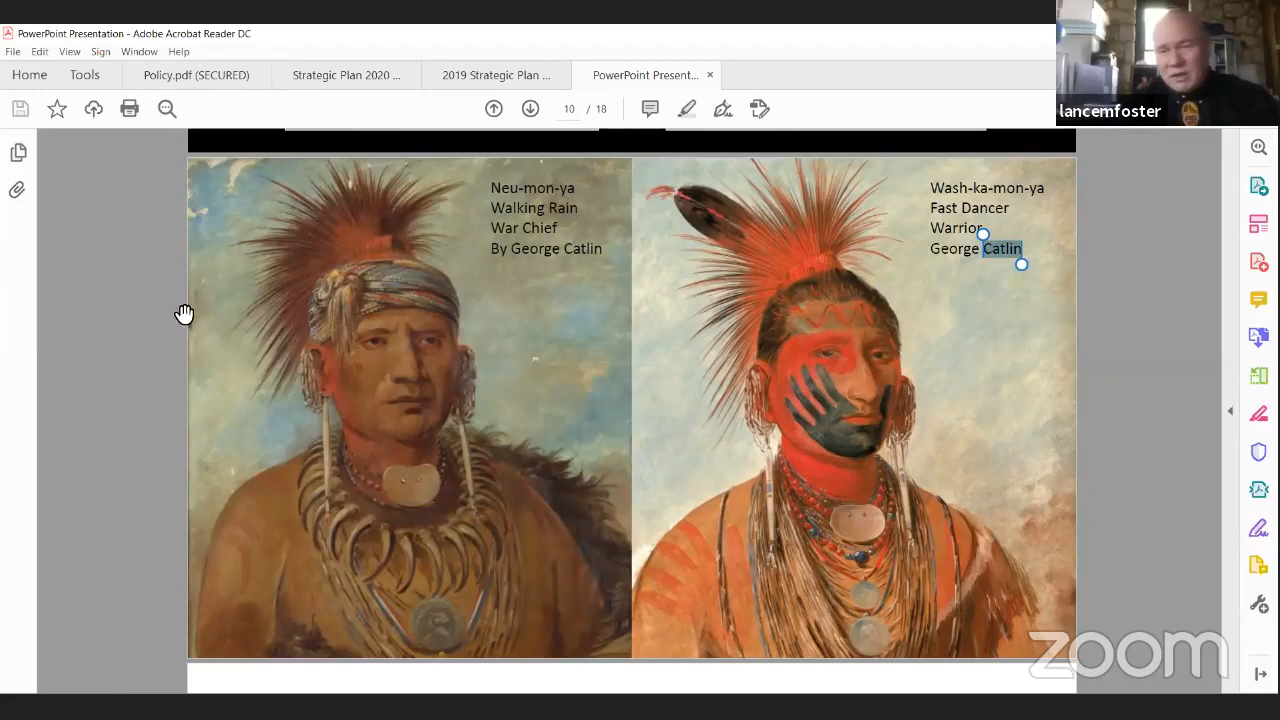 PowerPoint Presentation - Adobe Acrobat Reader DC
File Edit View Sign Window Help
Home Tools Policy.pdf (SECURED) Strategic Plan 2020 ... 2019 Strategic Plan ... PowerPoint Present... ×
10 / 18
lancemfoster
Neu-mon-ya
Walking Rain
War Chief
By George Catlin
Wash-ka-mon-ya
Fast Dancer
Warrior
George Catlin
zoom